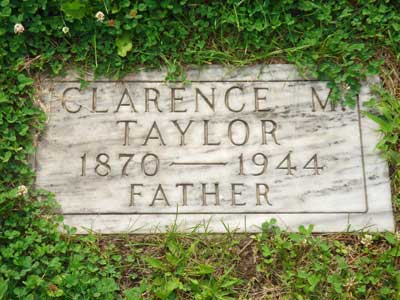 CLARENCE M.
TAYLOR
1870 — 1944
FATHER